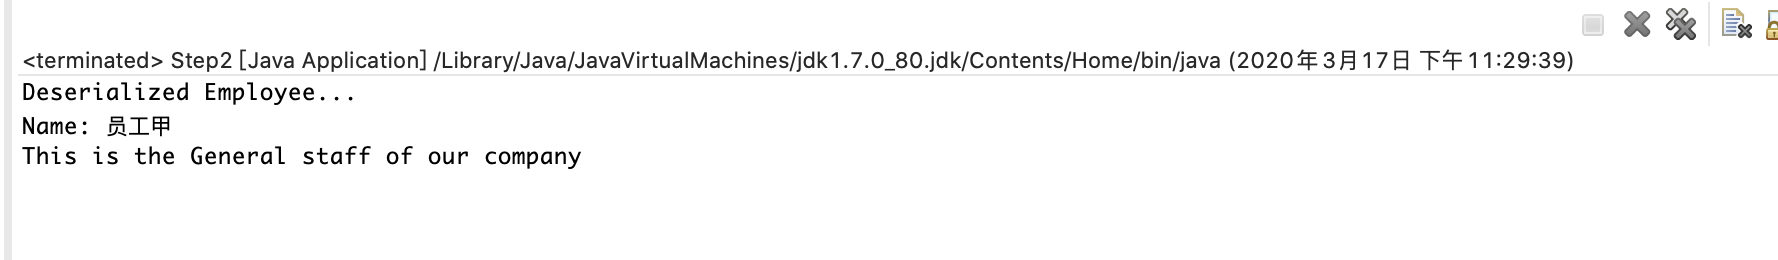 <terminated> Step2 [Java Application] /Library/Java/JavaVirtualMachines/jdk1.7.0_80.jdk/Contents/Home/bin/java (2020年3月17日 下午11:29:39)
Deserialized Employee...
Name: 员工甲
This is the General staff of our company